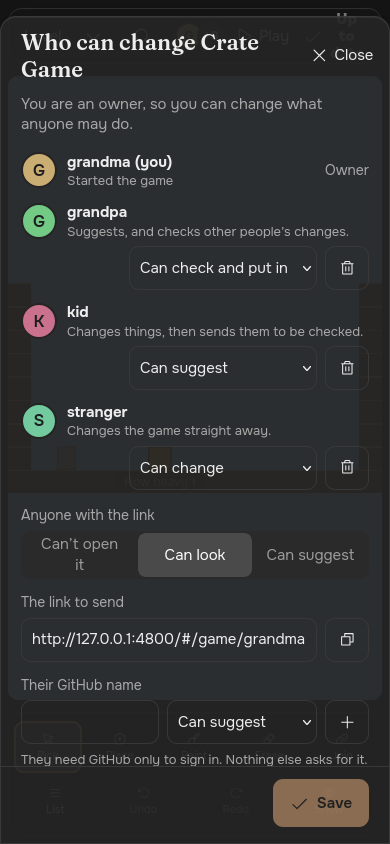 Up
to
Play
Who can change Crate
Game
Close
You are an owner, so you can change what
anyone may do.
G
grandma (you)
Started the game
Owner
G
grandpa
Suggests, and checks other people's changes.
Can check and put in
K
kid
Changes things, then sends them to be checked.
Can suggest
S
stranger
Changes the game straight away.
Can change
Anyone with the link
Can't open
it
Can look
Can suggest
The link to send
http://127.0.0.1:4800/#/game/grandma
Their GitHub name
Can suggest
They need GitHub only to sign in. Nothing else asks for it.
List
Undo
Redo
Save